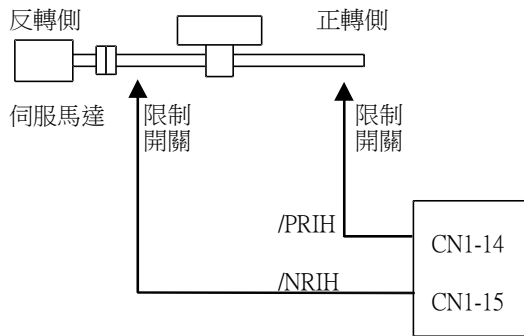 反轉側
正轉側
伺服馬達
限制
開關
限制
開關
/PRIH
CN1-14
/NRIH
CN1-15